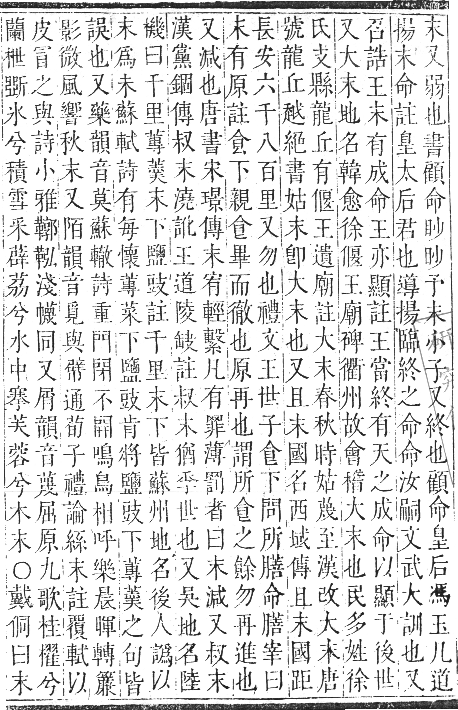 末又弱也書顧命眇眇予末小子又終也顧命皇后馮玉几道
揚末命註皇太后君也導揚臨終之命命汝嗣文武大訓也又
召誥王末有成命王亦顯註王當終有天之成命以顯于後世
又大末地名韓愈徐偃王廟碑衢州故會稽大末也民多姓徐
氏支縣龍丘有偃王遺廟註大末春秋時姑蔑至漢改大末唐
號龍丘越絕書姑末卽大末也又且末國名西域傳且末國距
長安六千八百里又勿也禮文王世子食下問所膳命膳宰曰
末有原註食下親食畢而徹也原再也謂所食之餘勿再進也
又減也唐書宋璟傳末宥輕繫凡有罪薄罰者曰末減又叔末
漢黨錮傳叔末澆訛王道陵缺註叔末猶季世也又吳地名陸
機曰千里蓴羹末下鹽豉註千里末下皆蘇州地名後人譌以
末爲未蘇軾詩有每懷蓴菜下鹽豉肯將鹽豉下蓴羹之句皆
誤也又藥韻音莫蘇轍詩重門閉不開鳴鳥相呼樂晨暉轉簾
影微風響秋末又陌韻音覓與幦通荀子禮論絲末註覆軾以
皮冐之與詩小雅鞹鞃淺幭同又屑韻音蔑屈原九歌桂櫂兮
蘭枻斲氷兮積雪采薜荔兮水中搴芙蓉兮木末○戴侗曰末